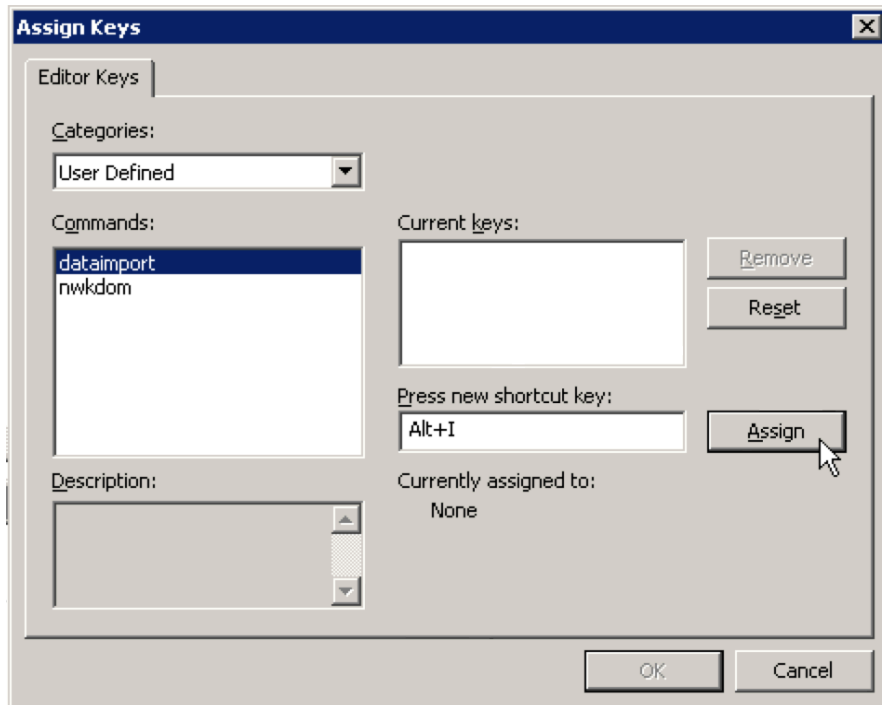 Assign Keys
Editor Keys
Categories:
User Defined
Commands:
dataimport
nwkdom
Current keys:
Remove
Reset
Press new shortcut key:
Alt+I
Assign
Description:
Currently assigned to:
None
OK
Cancel